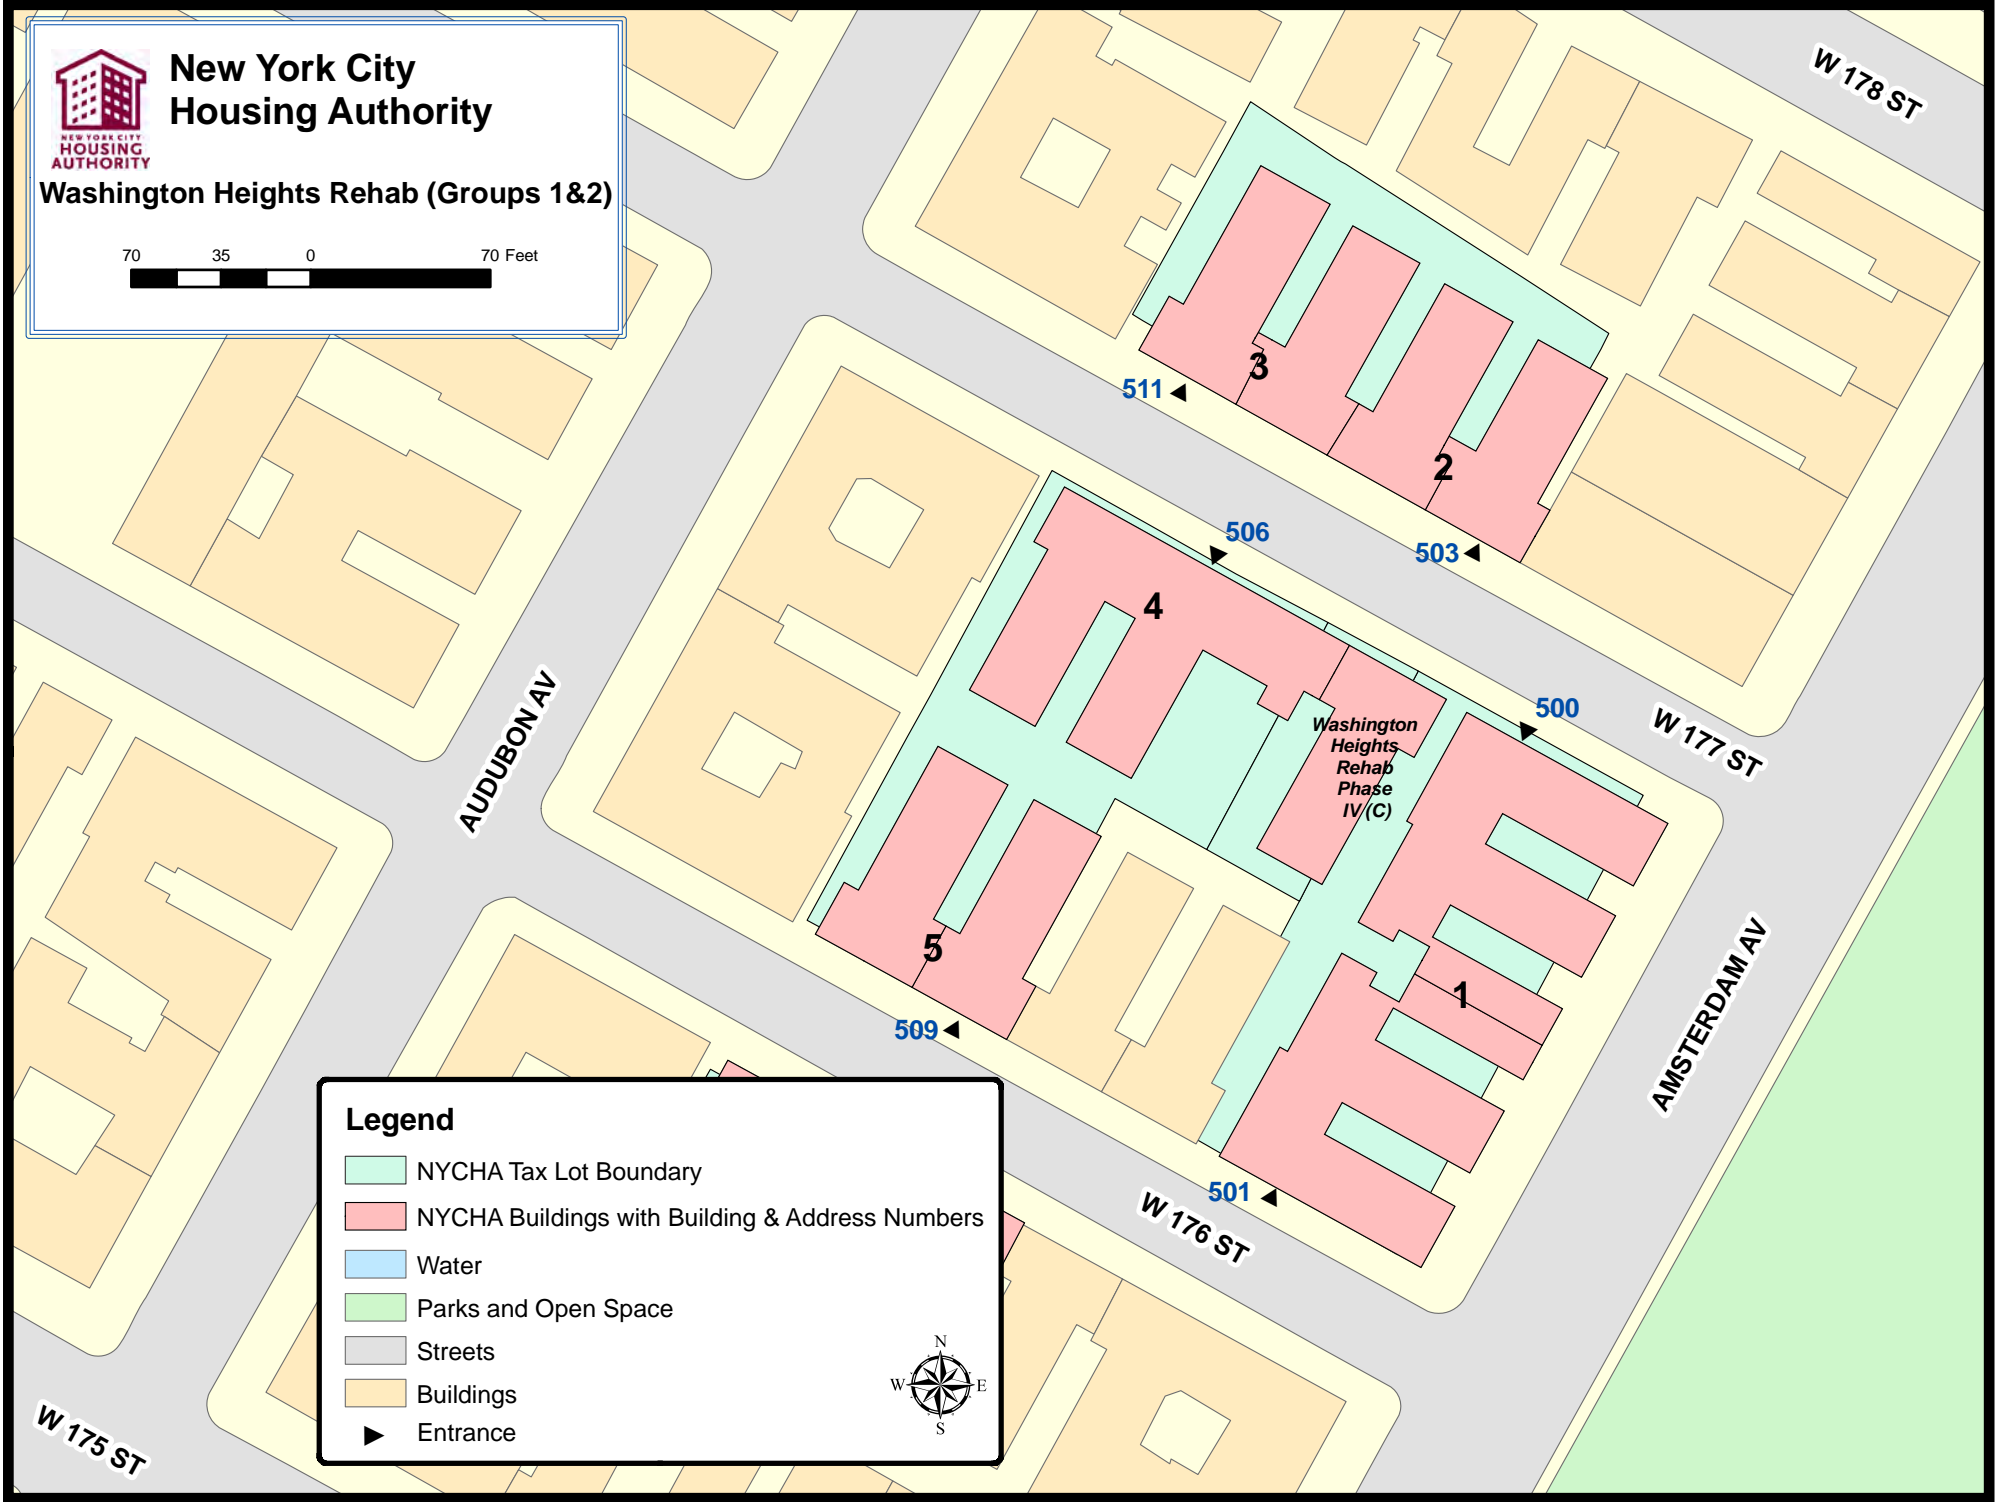 New York City
Housing Authority
NEW YORK CITY
HOUSING
AUTHORITY
Washington Heights Rehab (Groups 1&2)
70 35 0 70 Feet
W 178 ST
3
511
2
506
503
4
500
W 177 ST
Washington
Heights
Rehab
Phase
IV (C)
AUDUBON AV
5
1
509
AMSTERDAM AV
501
W 176 ST
W 175 ST
Legend
NYCHA Tax Lot Boundary
NYCHA Buildings with Building & Address Numbers
Water
Parks and Open Space
Streets
Buildings
Entrance
N
W E
S